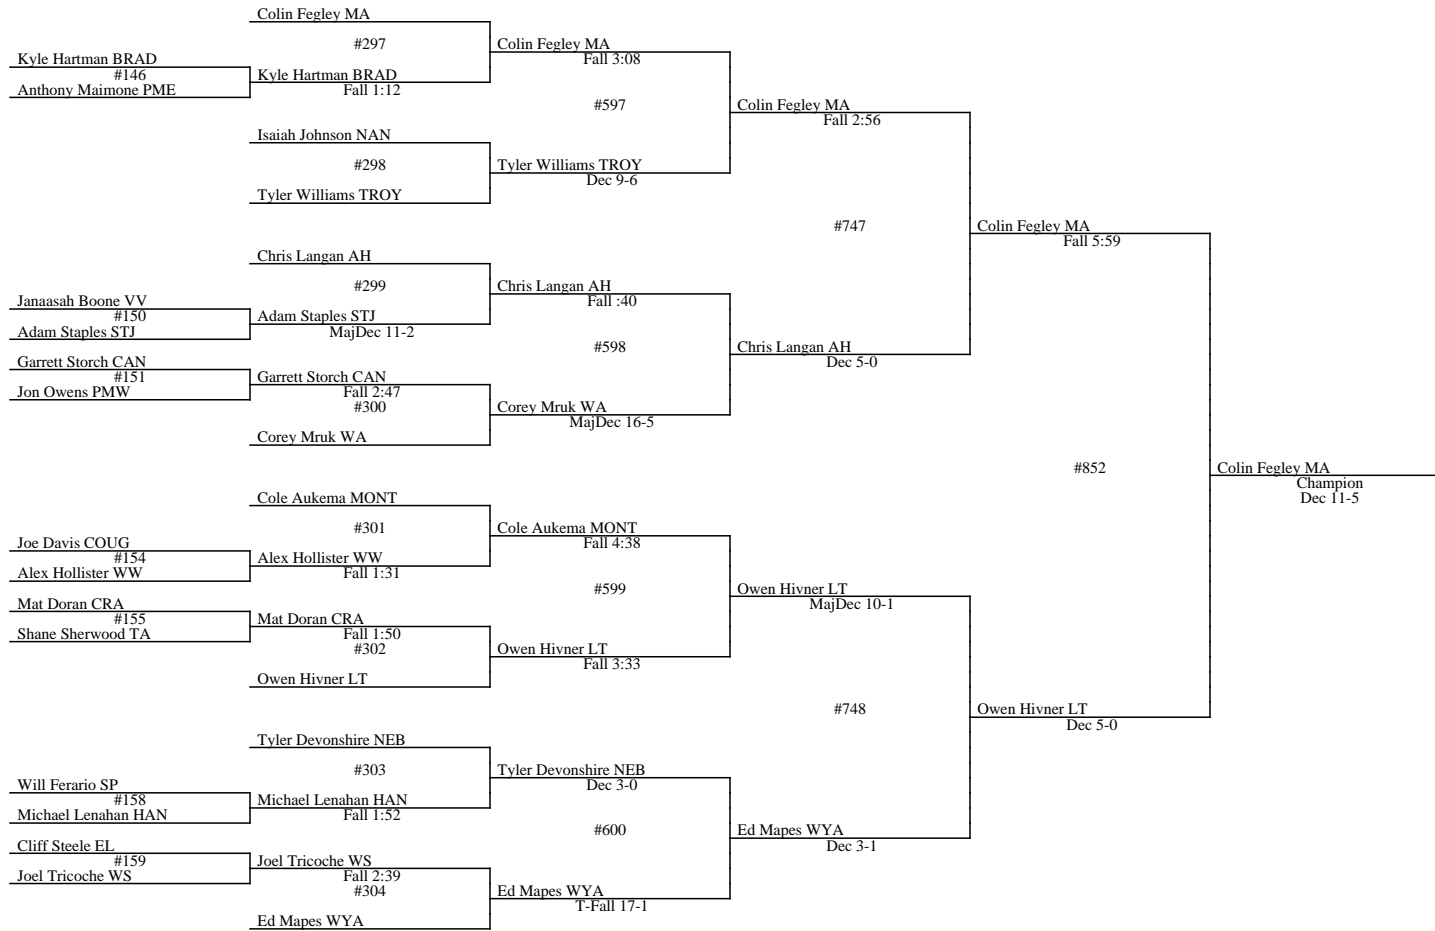 Colin Fegley MA
#297
Kyle Hartman BRAD
#146
Anthony Maimone PME
Kyle Hartman BRAD
Fall 1:12
Colin Fegley MA
Fall 3:08
#597
Isaiah Johnson NAN
#298
Tyler Williams TROY
Tyler Williams TROY
Dec 9-6
Colin Fegley MA
Fall 2:56
#747
Chris Langan AH
#299
Janaasah Boone VV
#150
Adam Staples STJ
Adam Staples STJ
MajDec 11-2
Chris Langan AH
Fall :40
#598
Garrett Storch CAN
#151
Jon Owens PMW
Garrett Storch CAN
Fall 2:47
#300
Corey Mruk WA
Corey Mruk WA
MajDec 16-5
Chris Langan AH
Dec 5-0
Colin Fegley MA
Fall 5:59
#852
Cole Aukema MONT
#301
Joe Davis COUG
#154
Alex Hollister WW
Alex Hollister WW
Fall 1:31
Cole Aukema MONT
Fall 4:38
#599
Mat Doran CRA
#155
Shane Sherwood TA
Mat Doran CRA
Fall 1:50
#302
Owen Hivner LT
Owen Hivner LT
Fall 3:33
Owen Hivner LT
MajDec 10-1
#748
Tyler Devonshire NEB
#303
Will Ferario SP
#158
Michael Lenahan HAN
Michael Lenahan HAN
Fall 1:52
Tyler Devonshire NEB
Dec 3-0
#600
Cliff Steele EL
#159
Joel Tricoche WS
Joel Tricoche WS
Fall 2:39
#304
Ed Mapes WYA
Ed Mapes WYA
T-Fall 17-1
Ed Mapes WYA
Dec 3-1
Owen Hivner LT
Dec 5-0
Colin Fegley MA
Champion
Dec 11-5